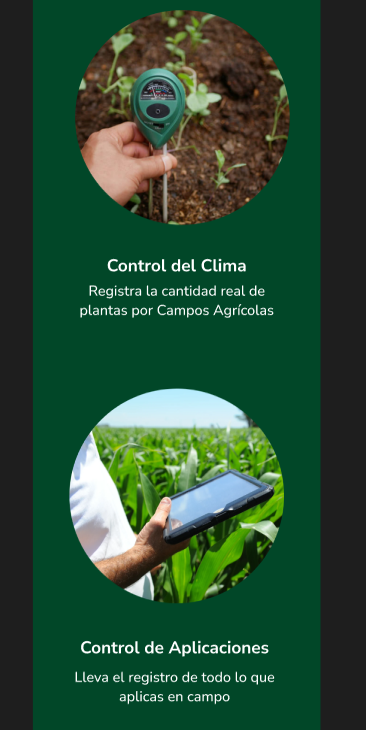 Control del Clima
Registra la cantidad real de
plantas por Campos Agrícolas
Control de Aplicaciones
Lleva el registro de todo lo que
aplicas en campo